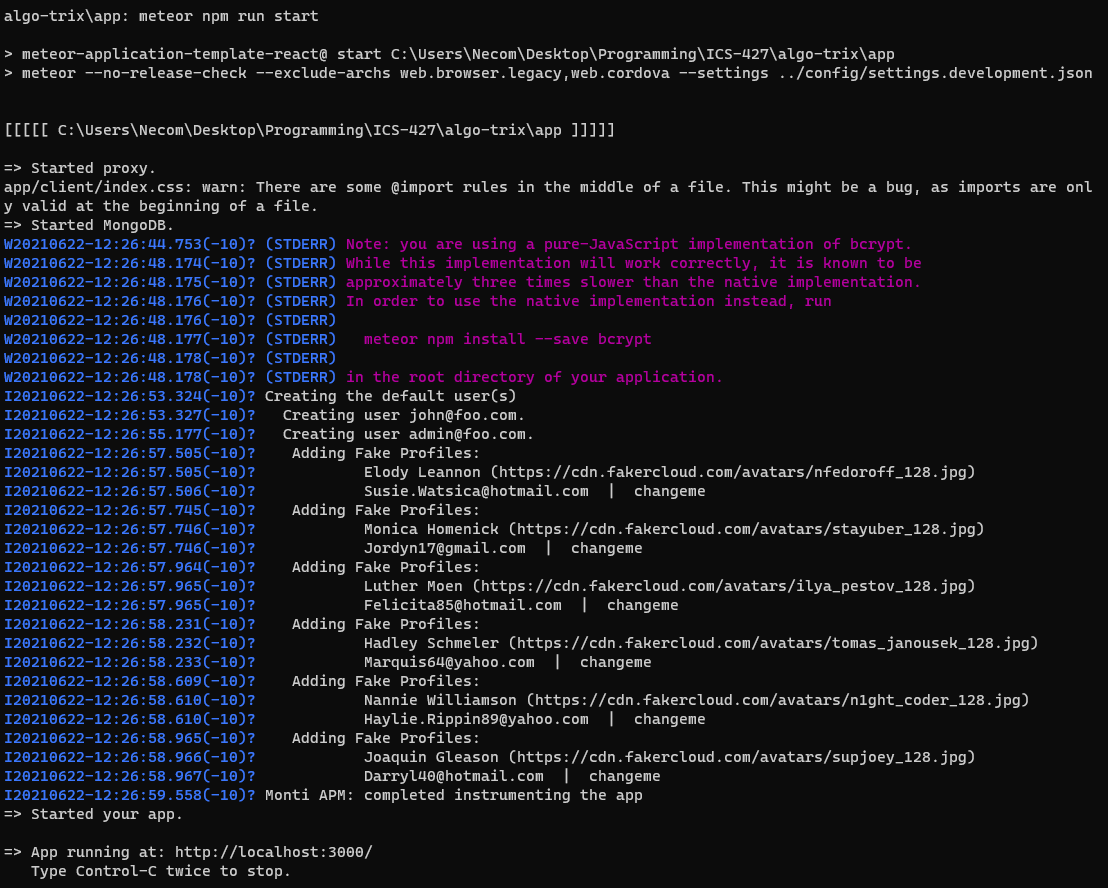 algo-trix\app: meteor npm run start
> meteor-application-template-react@ start C:\Users\Necom\Desktop\Programming\ICS-427\algo-trix\app
> meteor --no-release-check --exclude-archs web.browser.legacy,web.cordova --settings ../config/settings.development.json
[[[[[ C:\Users\Necom\Desktop\Programming\ICS-427\algo-trix\app ]]]]]
=> Started proxy.
app/client/index.css: warn: There are some @import rules in the middle of a file. This might be a bug, as imports are onl
y valid at the beginning of a file.
=> Started MongoDB.
W20210622-12:26:44.753(-10)? (STDERR) Note: you are using a pure-JavaScript implementation of bcrypt.
W20210622-12:26:48.174(-10)? (STDERR) While this implementation will work correctly, it is known to be
W20210622-12:26:48.175(-10)? (STDERR) approximately three times slower than the native implementation.
W20210622-12:26:48.176(-10)? (STDERR) In order to use the native implementation instead, run
W20210622-12:26:48.176(-10)? (STDERR)
W20210622-12:26:48.177(-10)? (STDERR)   meteor npm install --save bcrypt
W20210622-12:26:48.178(-10)? (STDERR)
W20210622-12:26:48.178(-10)? (STDERR) in the root directory of your application.
I20210622-12:26:53.324(-10)? Creating the default user(s)
I20210622-12:26:53.327(-10)?   Creating user john@foo.com.
I20210622-12:26:55.177(-10)?   Creating user admin@foo.com.
I20210622-12:26:57.505(-10)?    Adding Fake Profiles:
I20210622-12:26:57.505(-10)?            Elody Leannon (https://cdn.fakercloud.com/avatars/nfedoroff_128.jpg)
I20210622-12:26:57.506(-10)?            Susie.Watsica@hotmail.com  |  changeme
I20210622-12:26:57.745(-10)?    Adding Fake Profiles:
I20210622-12:26:57.746(-10)?            Monica Homenick (https://cdn.fakercloud.com/avatars/stayuber_128.jpg)
I20210622-12:26:57.746(-10)?            Jordyn17@gmail.com  |  changeme
I20210622-12:26:57.964(-10)?    Adding Fake Profiles:
I20210622-12:26:57.965(-10)?            Luther Moen (https://cdn.fakercloud.com/avatars/ilya_pestov_128.jpg)
I20210622-12:26:57.965(-10)?            Felicita85@hotmail.com  |  changeme
I20210622-12:26:58.231(-10)?    Adding Fake Profiles:
I20210622-12:26:58.232(-10)?            Hadley Schmeler (https://cdn.fakercloud.com/avatars/tomas_janousek_128.jpg)
I20210622-12:26:58.233(-10)?            Marquis64@yahoo.com  |  changeme
I20210622-12:26:58.609(-10)?    Adding Fake Profiles:
I20210622-12:26:58.610(-10)?            Nannie Williamson (https://cdn.fakercloud.com/avatars/n1ght_coder_128.jpg)
I20210622-12:26:58.610(-10)?            Haylie.Rippin89@yahoo.com  |  changeme
I20210622-12:26:58.965(-10)?    Adding Fake Profiles:
I20210622-12:26:58.966(-10)?            Joaquin Gleason (https://cdn.fakercloud.com/avatars/supjoey_128.jpg)
I20210622-12:26:58.967(-10)?            Darryl40@hotmail.com  |  changeme
I20210622-12:26:59.558(-10)? Monti APM: completed instrumenting the app
=> Started your app.
=> App running at: http://localhost:3000/
   Type Control-C twice to stop.